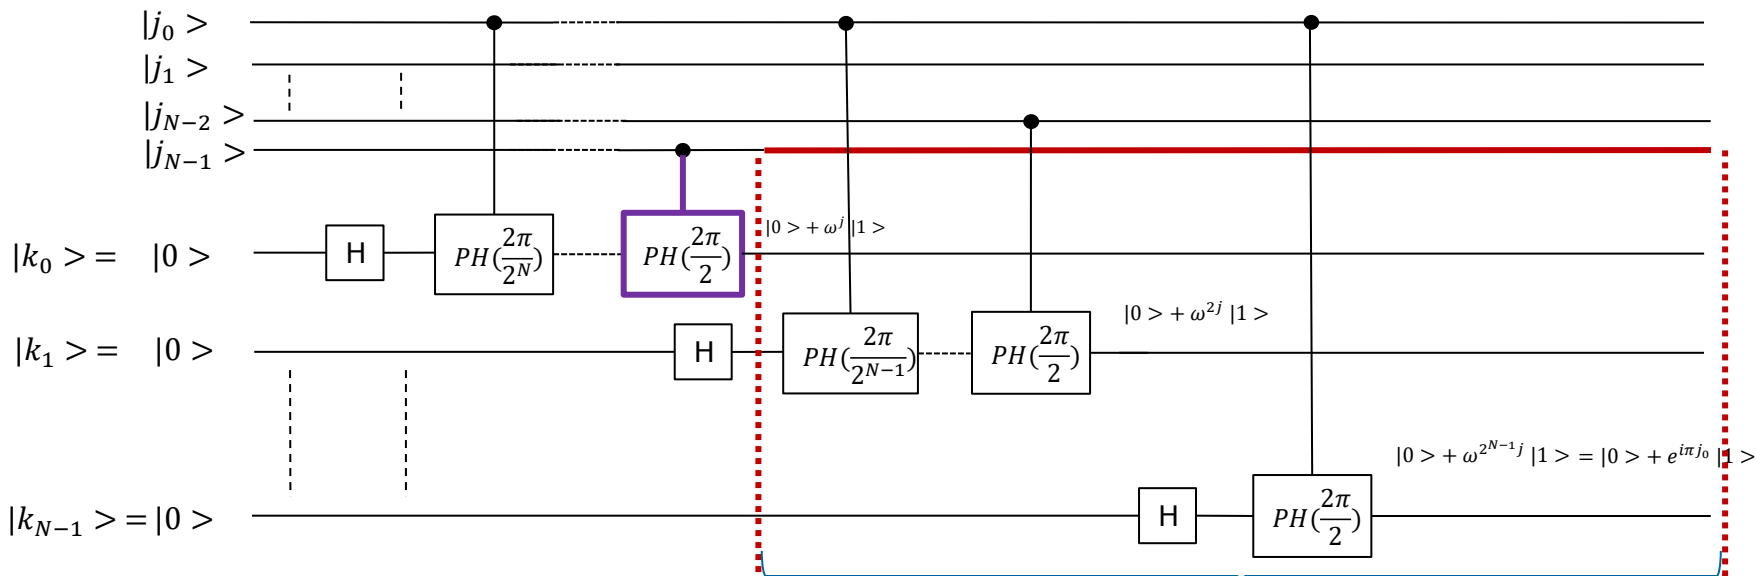 |j₀ >
|j₁ >
|j_{N−2} >
|j_{N−1} >
|k₀ > = |0 > H PH(2π/2^N) PH(2π/2) |0 > + ω^j |1 >
|k₁ > = |0 > H PH(2π/2^{N−1}) PH(2π/2) |0 > + ω^{2j} |1 >
|k_{N−1} > = |0 > H PH(2π/2) |0 > + ω^{2^{N−1}j} |1 > = |0 > + e^{iπj₀} |1 >